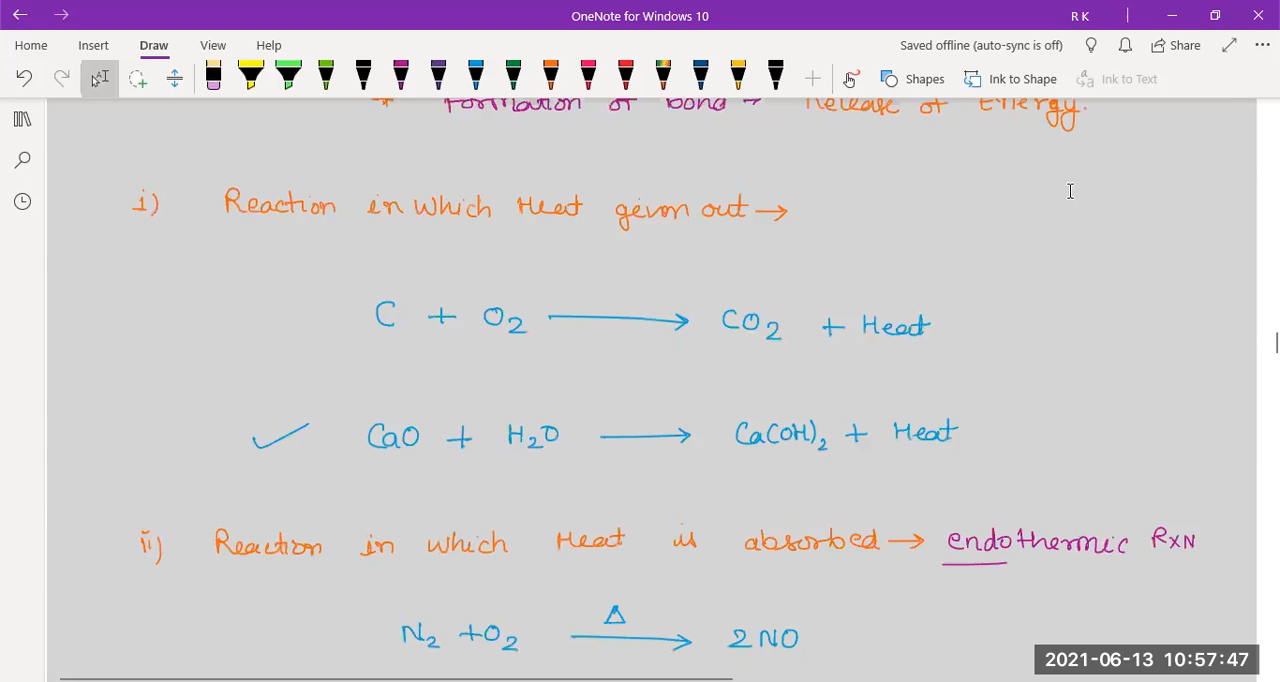 OneNote for Windows 10
R K
Home Insert Draw View Help
Saved offline (auto-sync is off) Share
Shapes Ink to Shape Ink to Text
* Formation of bond → Release of Energy.
i) Reaction in which Heat given out →
C + O₂ ⟶ CO₂ + Heat
✓ CaO + H₂O ⟶ Ca(OH)₂ + Heat
ii) Reaction in which Heat is absorbed → endothermic RxN
N₂ + O₂ ⟶ 2NO
Δ
2021-06-13 10:57:47